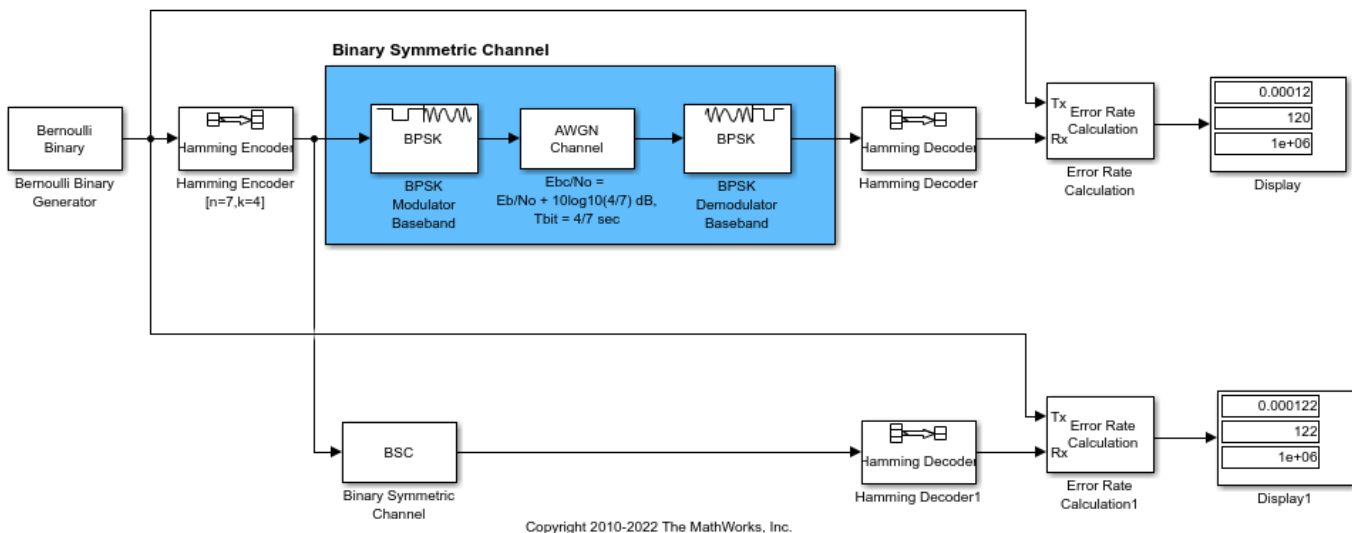 Binary Symmetric Channel
Bernoulli
Binary
Bernoulli Binary
Generator
Hamming Encoder
Hamming Encoder
[n=7,k=4]
BPSK
BPSK
Modulator
Baseband
AWGN
Channel
Ebc/No =
Eb/No + 10log10(4/7) dB,
Tbit = 4/7 sec
BPSK
BPSK
Demodulator
Baseband
Hamming Decoder
Hamming Decoder
Tx
Rx
Error Rate
Calculation
Error Rate
Calculation
0.00012
120
1e+06
Display
BSC
Binary Symmetric
Channel
Hamming Decoder
Hamming Decoder1
Tx
Rx
Error Rate
Calculation
Error Rate
Calculation1
0.000122
122
1e+06
Display1
Copyright 2010-2022 The MathWorks, Inc.